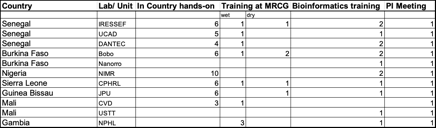 Country Lab/ Unit In Country hands-on Training at MRCG Bioinformatics training PI Meeting
wet dry
Senegal IRESSEF 6 1 1 2 1
Senegal UCAD 5 1 1 1
Senegal DANTEC 4 1 2 1
Burkina Faso Bobo 6 1 2 2 1
Burkina Faso Nanorro 1 1
Nigeria NIMR 10 2 1
Sierra Leone CPHRL 6 1 1 1 1
Guinea Bissau JPU 6 1 1 1
Mali CVD 3 1 1
Mali USTT 1 1
Gambia NPHL 3 1 1